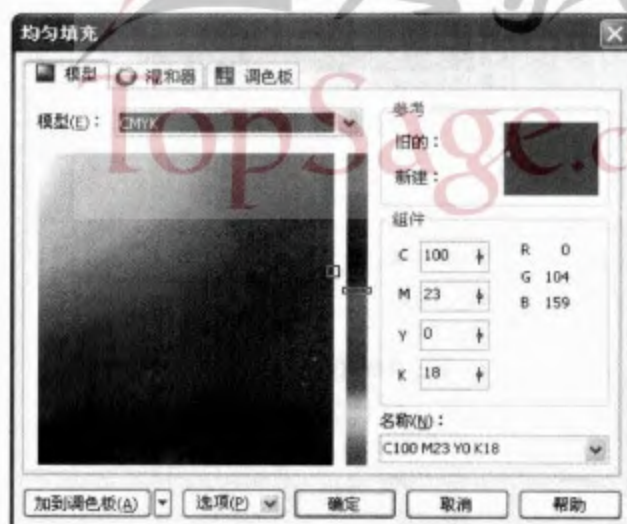 均匀填充
模型 混和器 调色板
模型(E)： CMYK
参考
旧的：
新建：
组件
C 100 R 0
M 23 G 104
Y 0 B 159
K 18
名称(N)：
C100 M23 Y0 K18
加到调色板(A) 选项(P) 确定 取消 帮助
TopSage.c